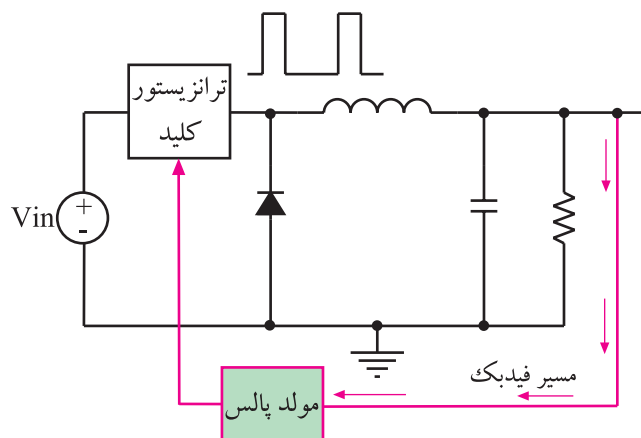 ترانزیستور
کلید
Vin
+
-
مسیر فیدبک
مولد پالس